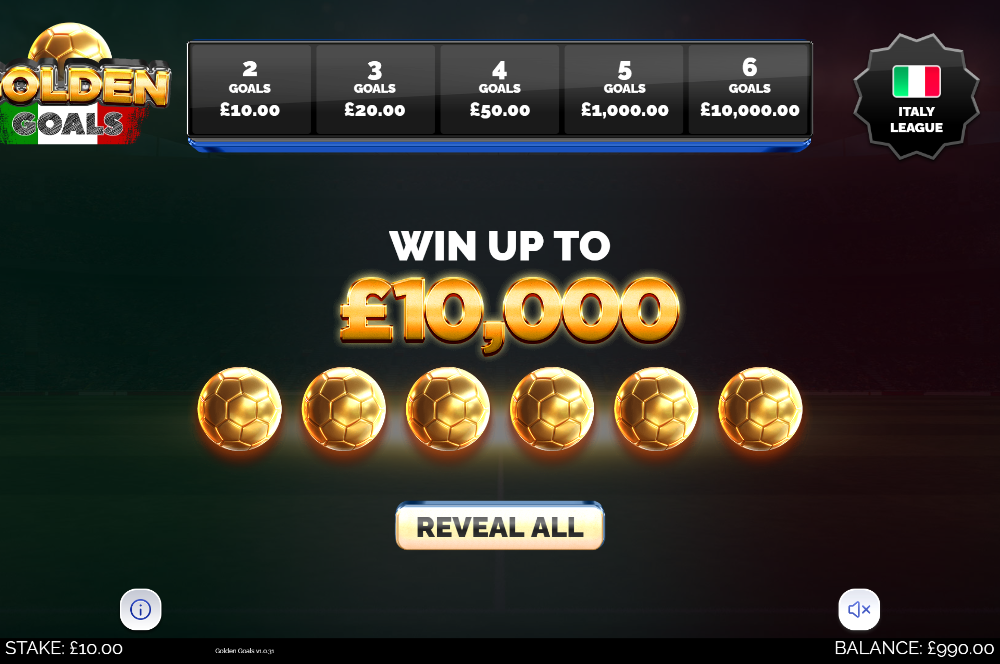 OLDEN
GOALS
2
GOALS
£10.00
3
GOALS
£20.00
4
GOALS
£50.00
5
GOALS
£1,000.00
6
GOALS
£10,000.00
ITALY
LEAGUE
WIN UP TO
£10,000
REVEAL ALL
STAKE: £10.00
Golden Goals v1.0.31
BALANCE: £990.00